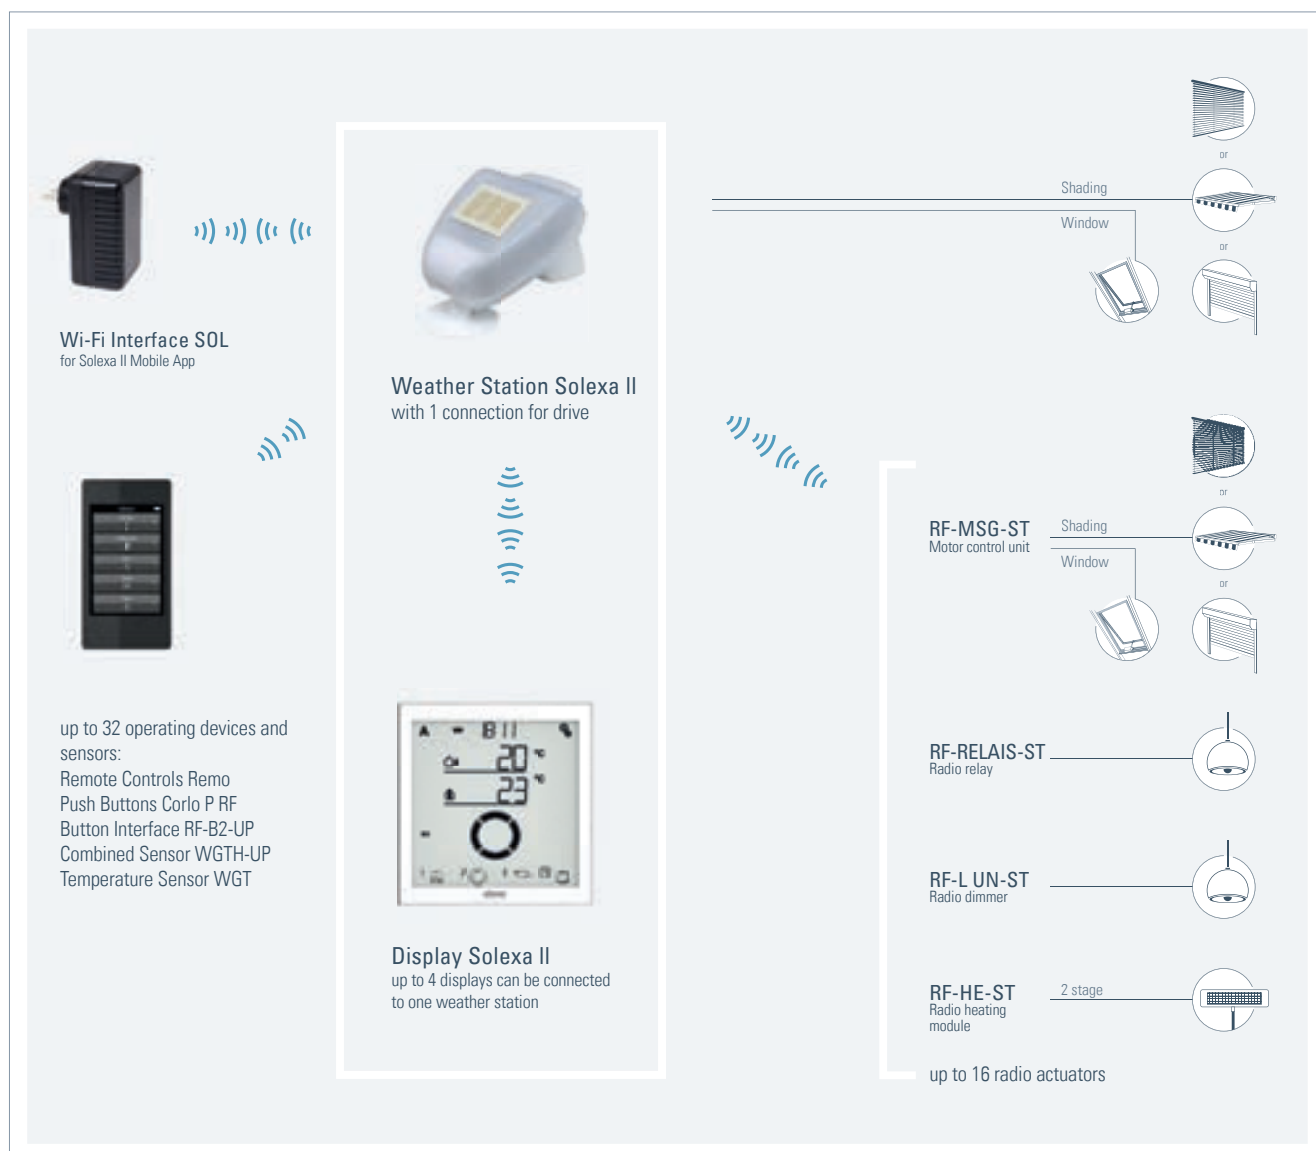 Wi-Fi Interface SOL
for Solexa II Mobile App
up to 32 operating devices and
sensors:
Remote Controls Remo
Push Buttons Corlo P RF
Button Interface RF-B2-UP
Combined Sensor WGTH-UP
Temperature Sensor WGT
Weather Station Solexa II
with 1 connection for drive
A
8:11
20 °C
23 °C
Display Solexa II
up to 4 displays can be connected
to one weather station
or
Shading
Window
or
or
RF-MSG-ST
Motor control unit
Shading
Window
or
RF-RELAIS-ST
Radio relay
RF-L UN-ST
Radio dimmer
RF-HE-ST
Radio heating
module
2 stage
up to 16 radio actuators